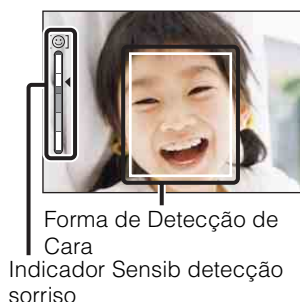 Forma de Detecção de
Cara
Indicador Sensib detecção
sorriso